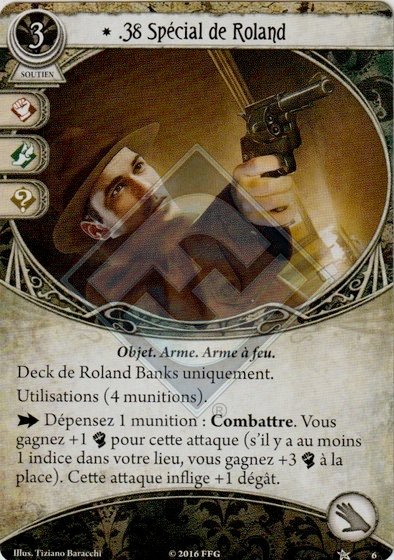 3
✷ .38 Spécial de Roland
SOUTIEN
Objet. Arme. Arme à feu.
Deck de Roland Banks uniquement.
Utilisations (4 munitions).
Dépensez 1 munition : Combattre. Vous
gagnez +1 pour cette attaque (s'il y a au moins
1 indice dans votre lieu, vous gagnez +3 à la
place). Cette attaque inflige +1 dégât.
Illus. Tiziano Baracchi
© 2016 FFG
6